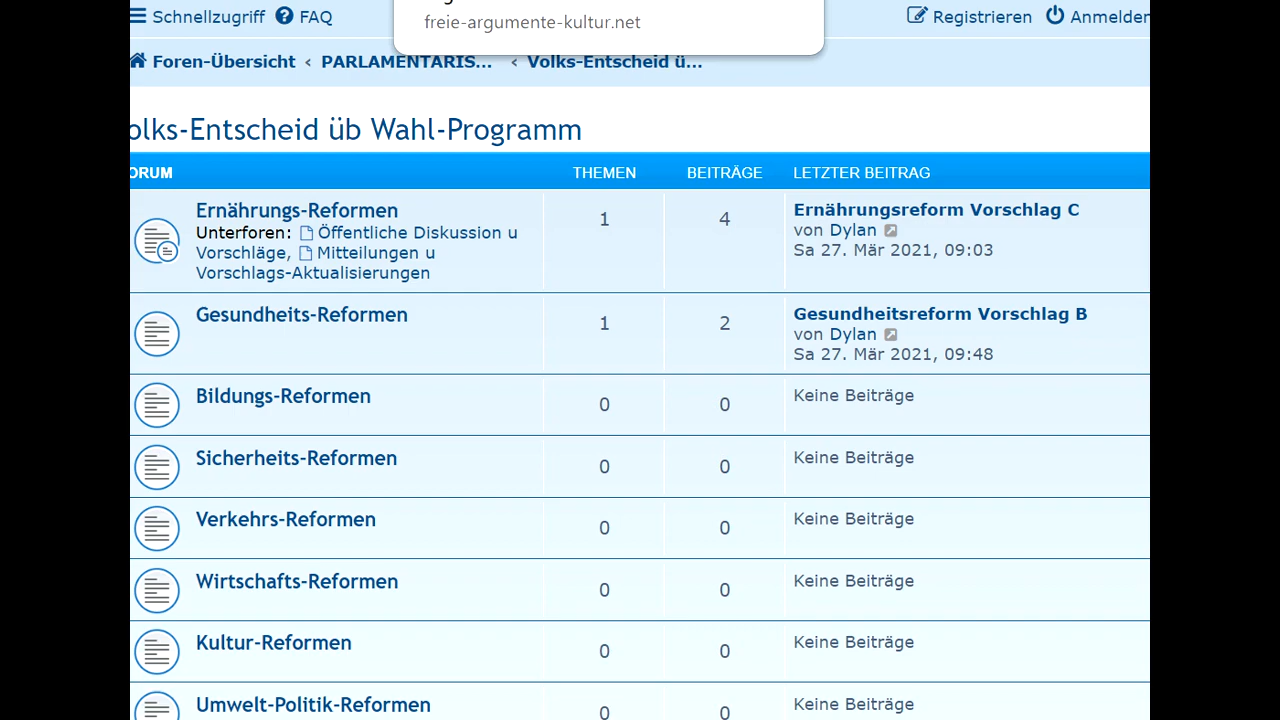 Schnellzugriff FAQ Registrieren Anmelden
freie-argumente-kultur.net
Foren-Übersicht ‹ PARLAMENTARIS... ‹ Volks-Entscheid ü...
olks-Entscheid üb Wahl-Programm
ORUM THEMEN BEITRÄGE LETZTER BEITRAG
Ernährungs-Reformen 1 4 Ernährungsreform Vorschlag C
Unterforen: Öffentliche Diskussion u von Dylan
Vorschläge, Mitteilungen u Sa 27. Mär 2021, 09:03
Vorschlags-Aktualisierungen
Gesundheits-Reformen 1 2 Gesundheitsreform Vorschlag B
von Dylan
Sa 27. Mär 2021, 09:48
Bildungs-Reformen 0 0 Keine Beiträge
Sicherheits-Reformen 0 0 Keine Beiträge
Verkehrs-Reformen 0 0 Keine Beiträge
Wirtschafts-Reformen 0 0 Keine Beiträge
Kultur-Reformen 0 0 Keine Beiträge
Umwelt-Politik-Reformen 0 0 Keine Beiträge